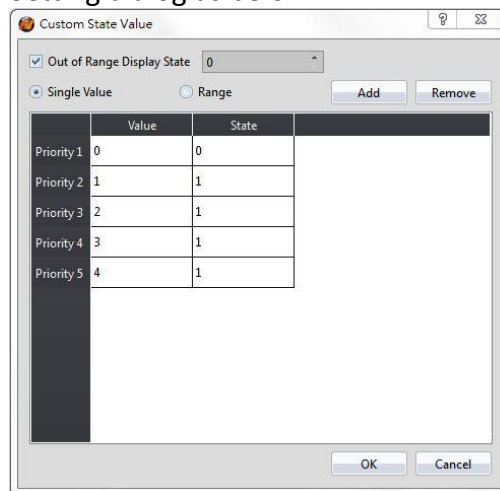 Custom State Value
Out of Range Display State 0
Single Value Range Add Remove
Value State
Priority 1 0 0
Priority 2 1 1
Priority 3 2 1
Priority 4 3 1
Priority 5 4 1
OK Cancel